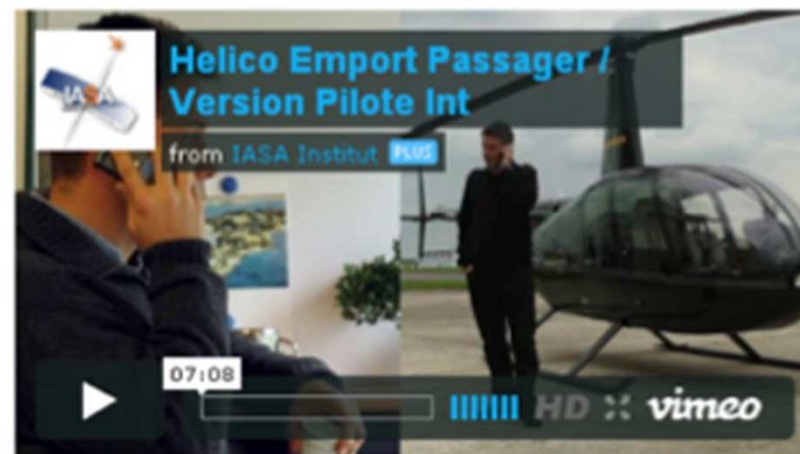 IASA
Helico Emport Passager /
Version Pilote Int
from IASA Institut PLUS
07:08
HD
vimeo